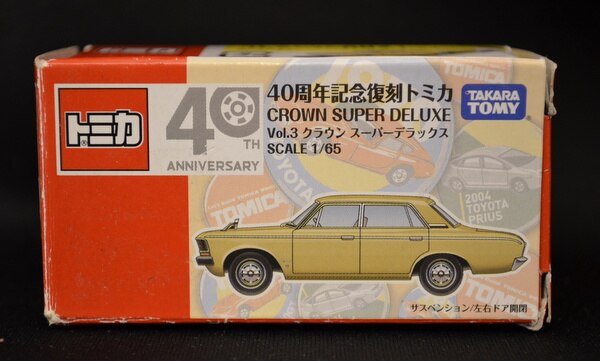 トミカ
40TH
ANNIVERSARY
40周年記念復刻トミカ
CROWN SUPER DELUXE
Vol.3 クラウン スーパーデラックス
SCALE 1/65
TAKARA
TOMY
TOMICA
TOMICA
2004
TOYOTA
PRIUS
サスペンション/左右ドア開閉